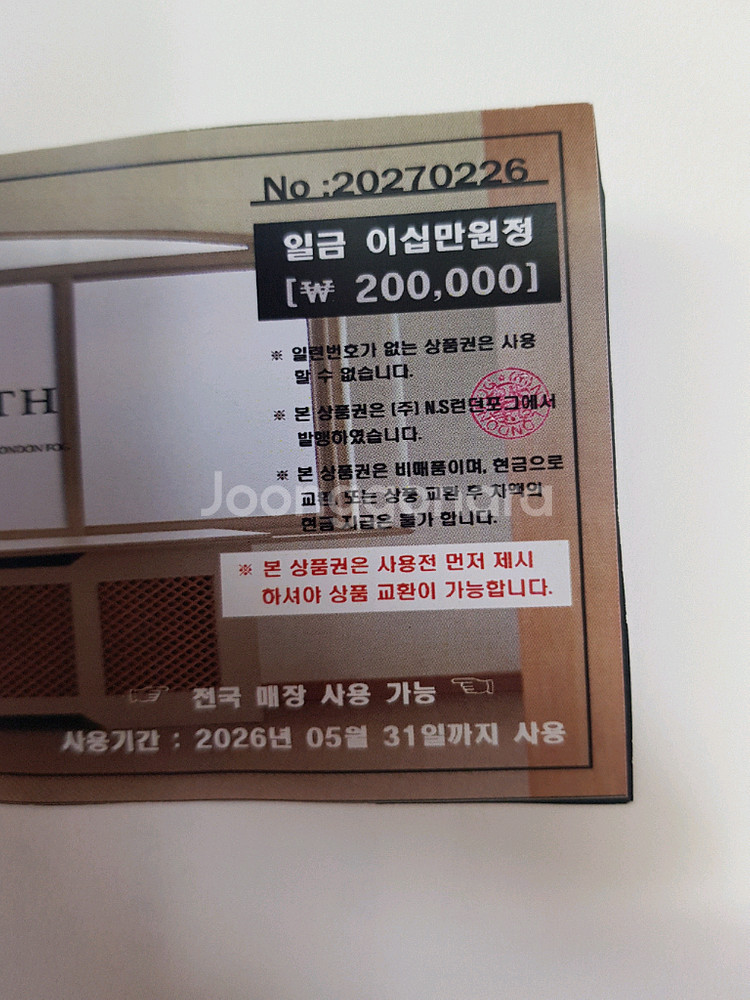 No :20270226
일금 이십만원정
[₩ 200,000]
※ 일련번호가 없는 상품권은 사용
할 수 없습니다.
※ 본 상품권은 (주) N.S런던포그에서
발행하였습니다.
※ 본 상품권은 비매품이며, 현금으로
교환, 또는 상품 교환 후 차액의
현금 지급은 불가 합니다.
TH
ONDON FOG
Joonggonara
※ 본 상품권은 사용전 먼저 제시
하셔야 상품 교환이 가능합니다.
전국 매장 사용 가능
사용기간 : 2026년 05월 31일까지 사용